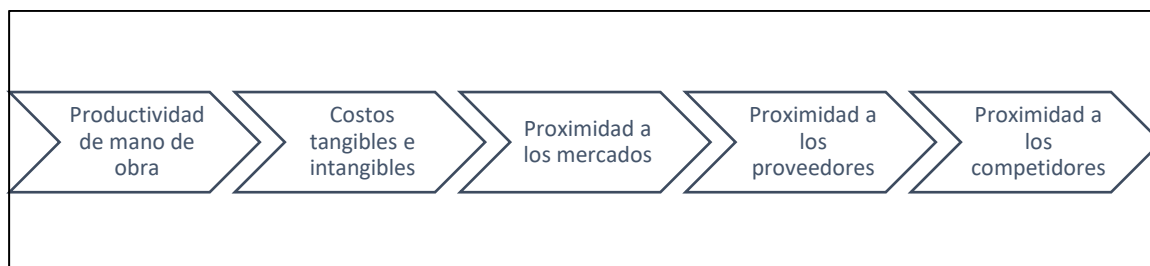 Productividad
de mano de
obra
Costos
tangibles e
intangibles
Proximidad a
los mercados
Proximidad a
los
proveedores
Proximidad a
los
competidores